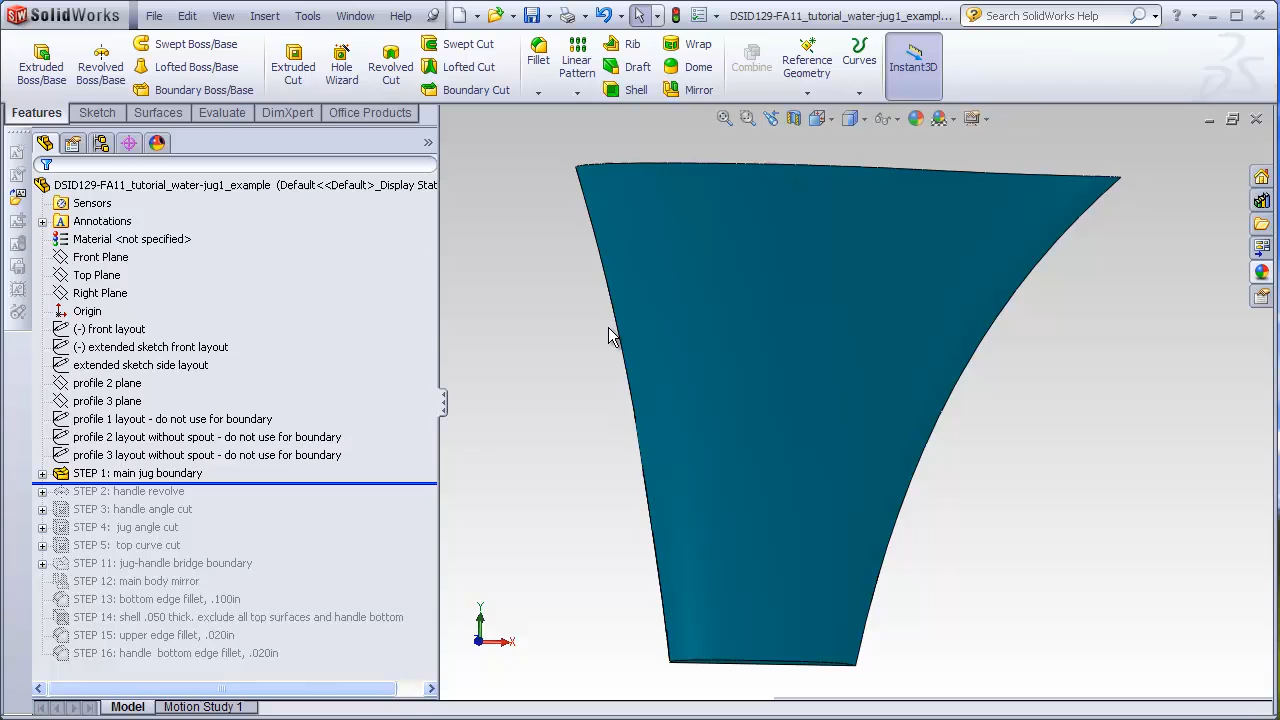 SolidWorks File Edit View Insert Tools Window Help DSID129-FA11_tutorial_water-jug1_exampl... Search SolidWorks Help
Extruded Boss/Base
Revolved Boss/Base
Swept Boss/Base
Lofted Boss/Base
Boundary Boss/Base
Extruded Cut
Hole Wizard
Revolved Cut
Swept Cut
Lofted Cut
Boundary Cut
Fillet
Linear Pattern
Rib
Draft
Shell
Wrap
Dome
Mirror
Combine
Reference Geometry
Curves
Instant3D
Features Sketch Surfaces Evaluate DimXpert Office Products
DSID129-FA11_tutorial_water-jug1_example (Default<<Default>_Display Stat
Sensors
Annotations
Material <not specified>
Front Plane
Top Plane
Right Plane
Origin
(-) front layout
(-) extended sketch front layout
extended sketch side layout
profile 2 plane
profile 3 plane
profile 1 layout - do not use for boundary
profile 2 layout without spout - do not use for boundary
profile 3 layout without spout - do not use for boundary
STEP 1: main jug boundary
STEP 2: handle revolve
STEP 3: handle angle cut
STEP 4: jug angle cut
STEP 5: top curve cut
STEP 11: jug-handle bridge boundary
STEP 12: main body mirror
STEP 13: bottom edge fillet, .100in
STEP 14: shell .050 thick. exclude all top surfaces and handle bottom
STEP 15: upper edge fillet, .020in
STEP 16: handle bottom edge fillet, .020in
Y
X
Model Motion Study 1